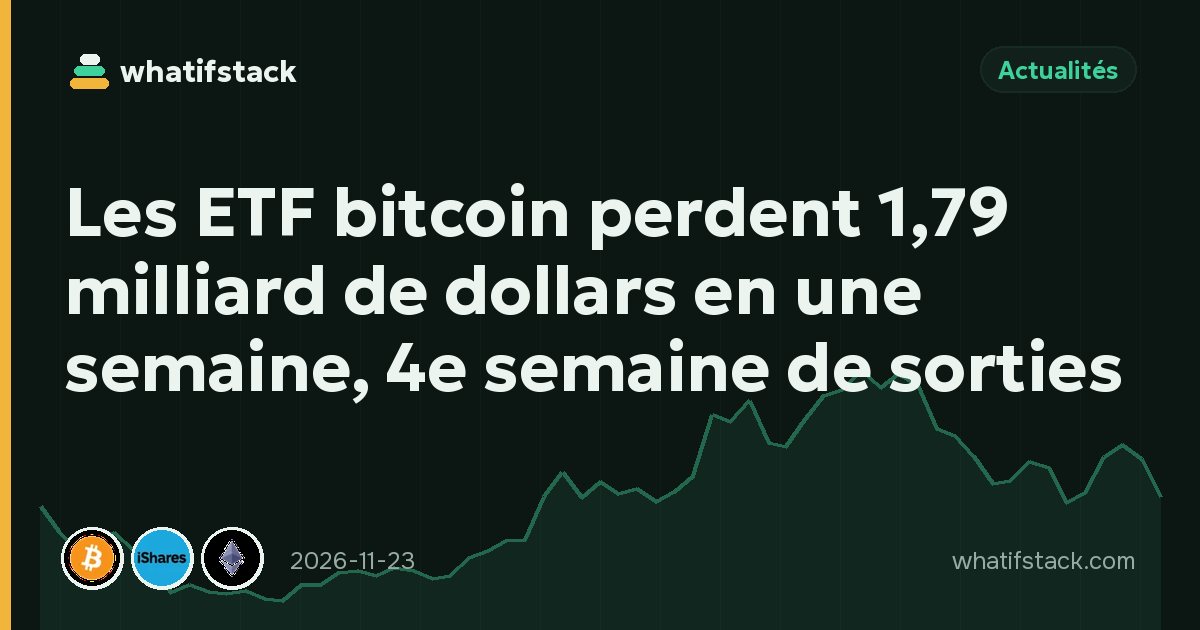 whatifstack
Actualités
Les ETF bitcoin perdent 1,79
milliard de dollars en une
semaine, 4e semaine de sorties
iShares
2026-11-23
whatifstack.com